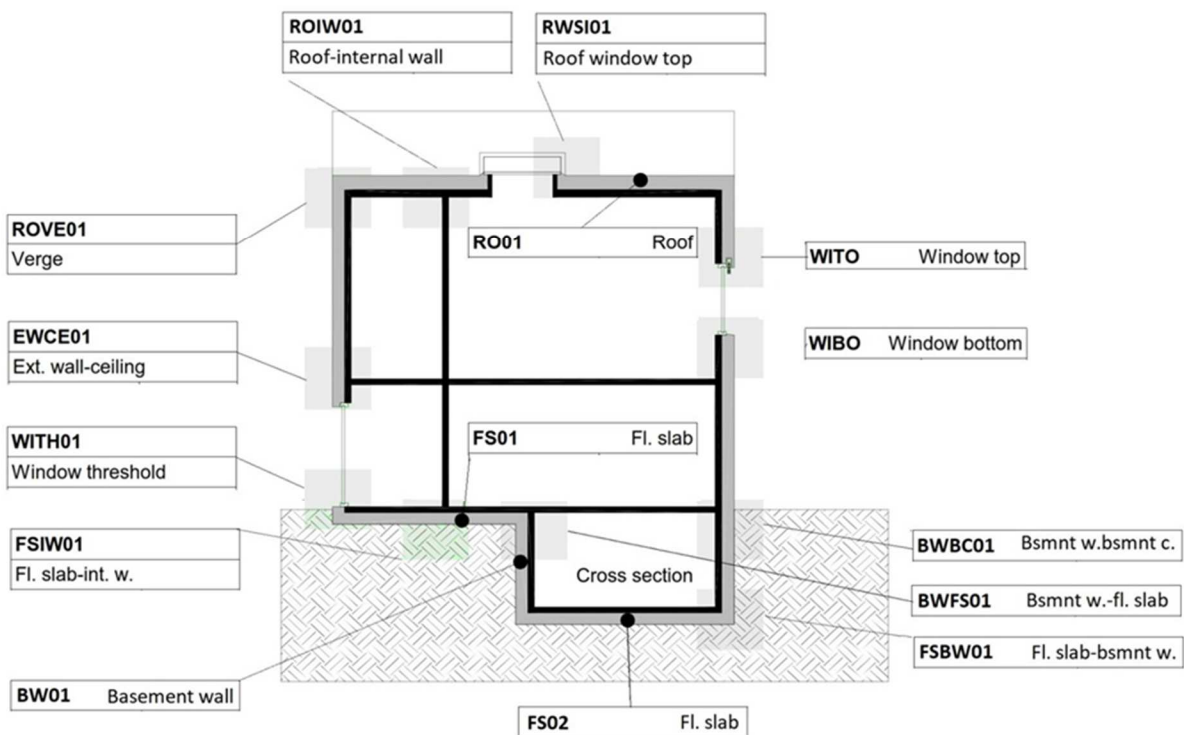 ROIW01
Roof-internal wall
RWSI01
Roof window top
ROVE01
Verge
RO01 Roof
WITO Window top
EWCE01
Ext. wall-ceiling
WIBO Window bottom
WITH01
Window threshold
FS01 Fl. slab
FSIW01
Fl. slab-int. w.
BWBC01 Bsmnt w.bsmnt c.
Cross section
BWFS01 Bsmnt w.-fl. slab
FSBW01 Fl. slab-bsmnt w.
BW01 Basement wall
FS02 Fl. slab